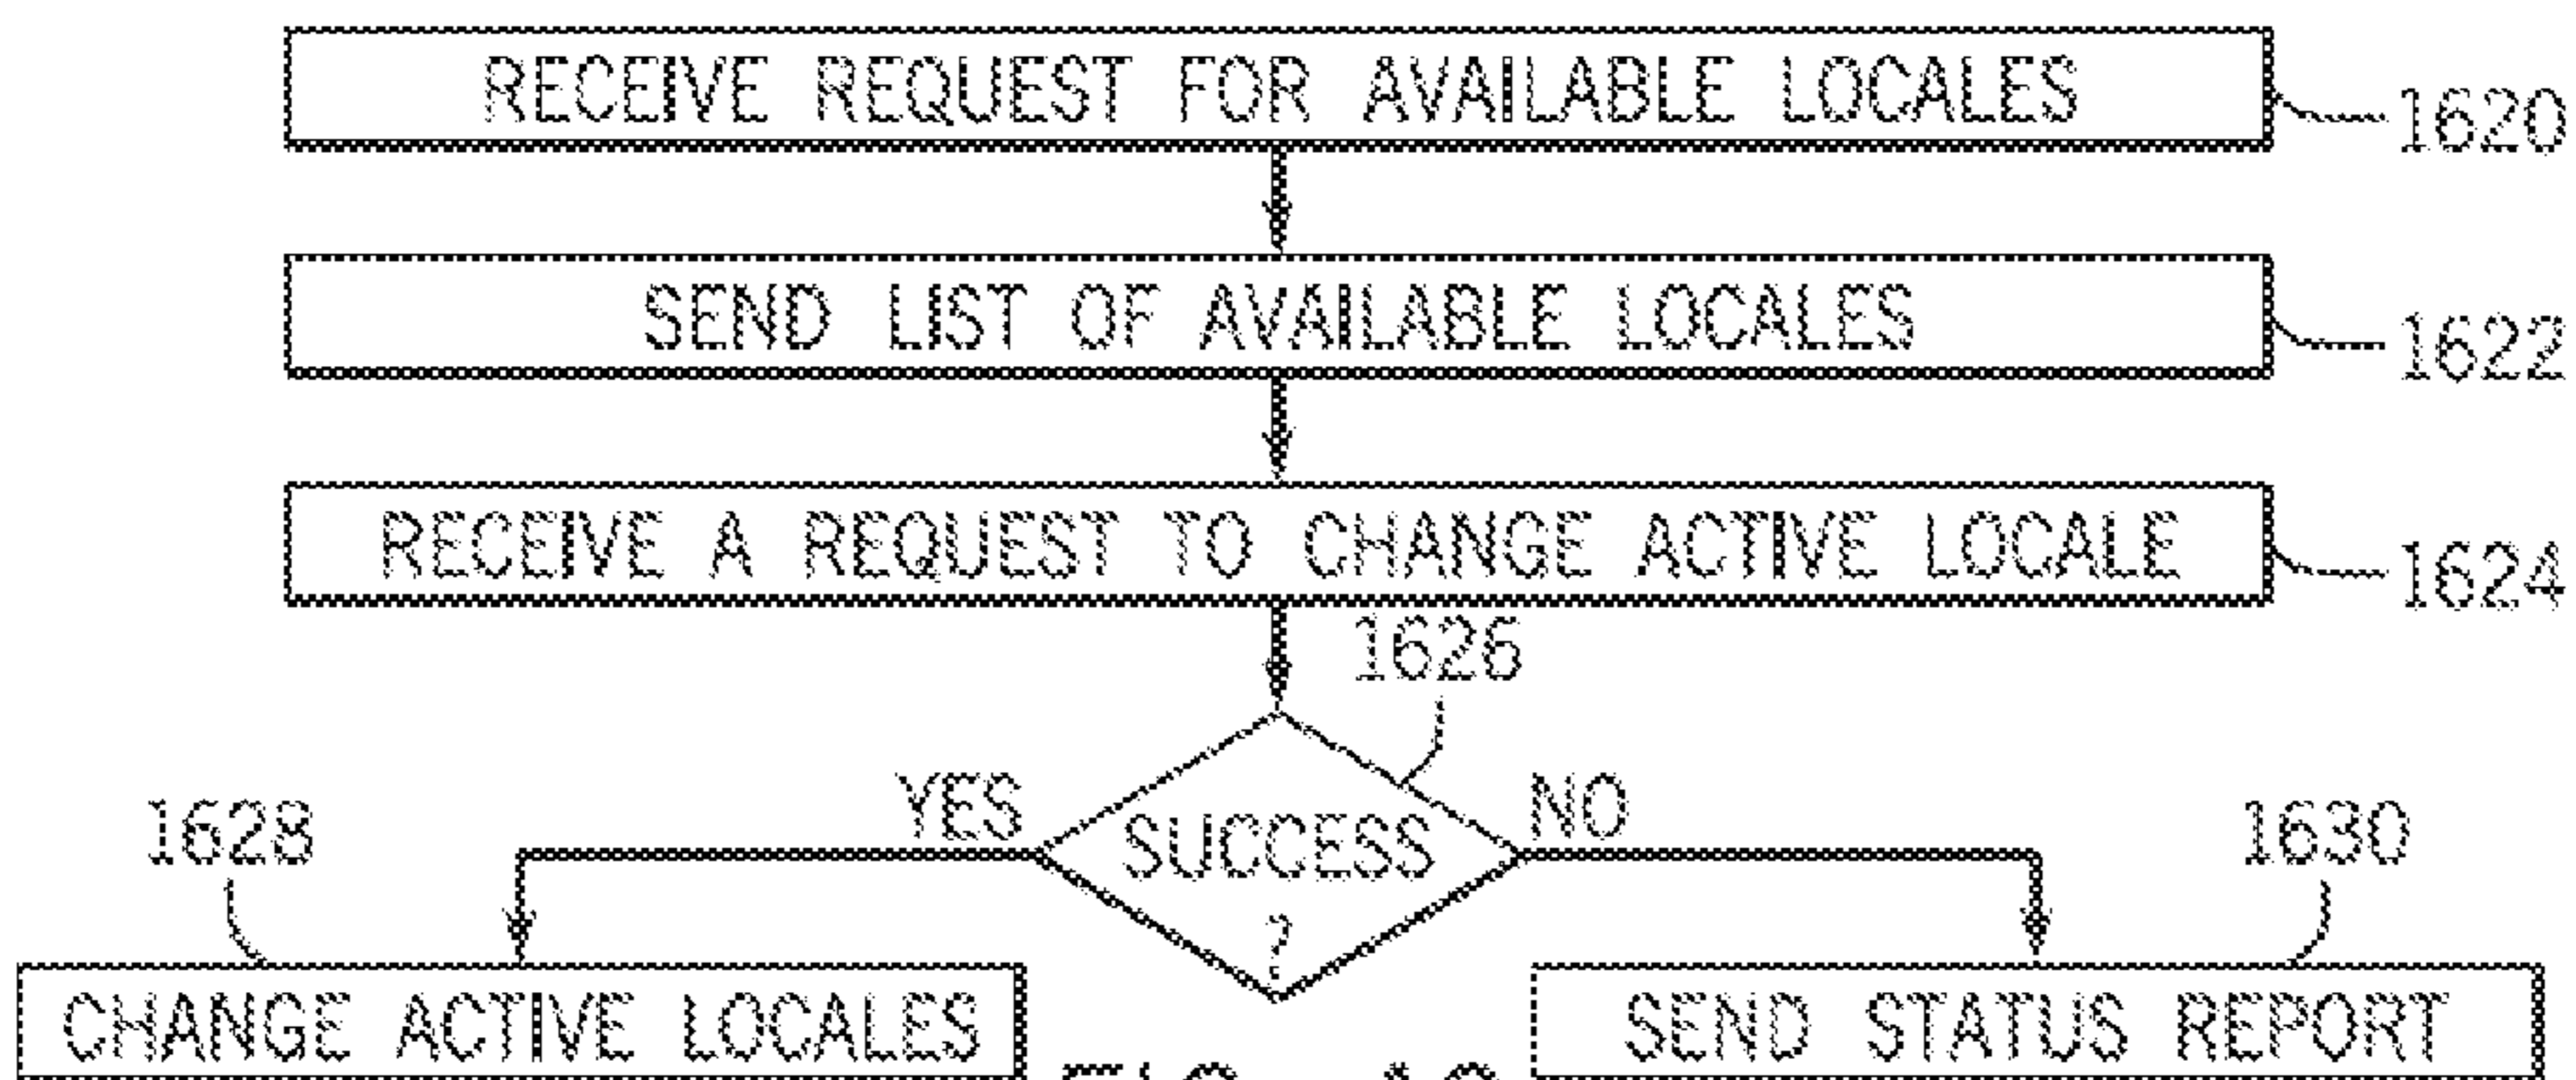 RECEIVE REQUEST FOR AVAILABLE LOCALES
1620
SEND LIST OF AVAILABLE LOCALES
1622
RECEIVE A REQUEST TO CHANGE ACTIVE LOCALE
1624
1626
YES
SUCCESS
?
NO
1628
1630
CHANGE ACTIVE LOCALES
SEND STATUS REPORT